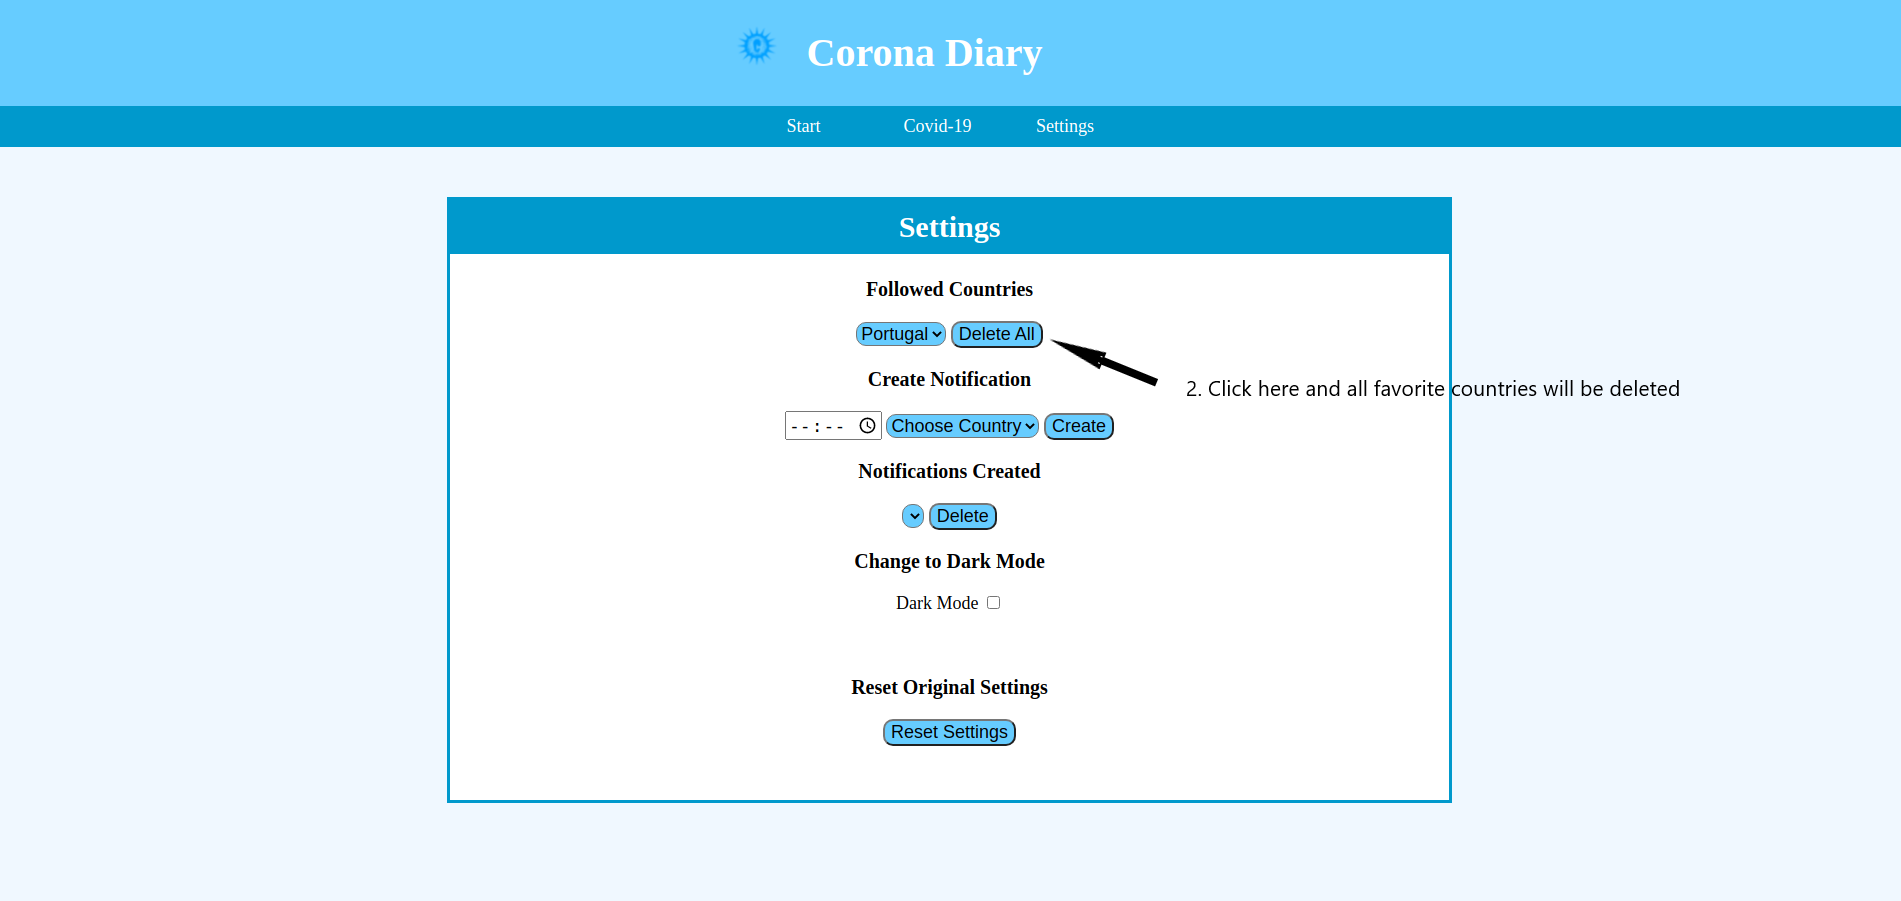 Corona Diary
Start Covid-19 Settings
Settings
Followed Countries
Portugal Delete All
Create Notification
2. Click here and all favorite countries will be deleted
--:-- Choose Country Create
Notifications Created
Delete
Change to Dark Mode
Dark Mode
Reset Original Settings
Reset Settings